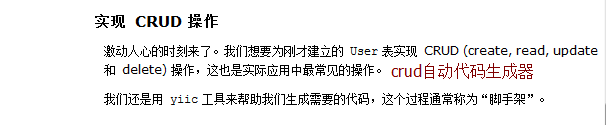 实现 CRUD 操作
激动人心的时刻来了。我们想要为刚才建立的 User 表实现 CRUD (create, read, update
和 delete) 操作，这也是实际应用中最常见的操作。 crud自动代码生成器
我们还是用 yiic 工具来帮助我们生成需要的代码，这个过程通常称为“脚手架”。